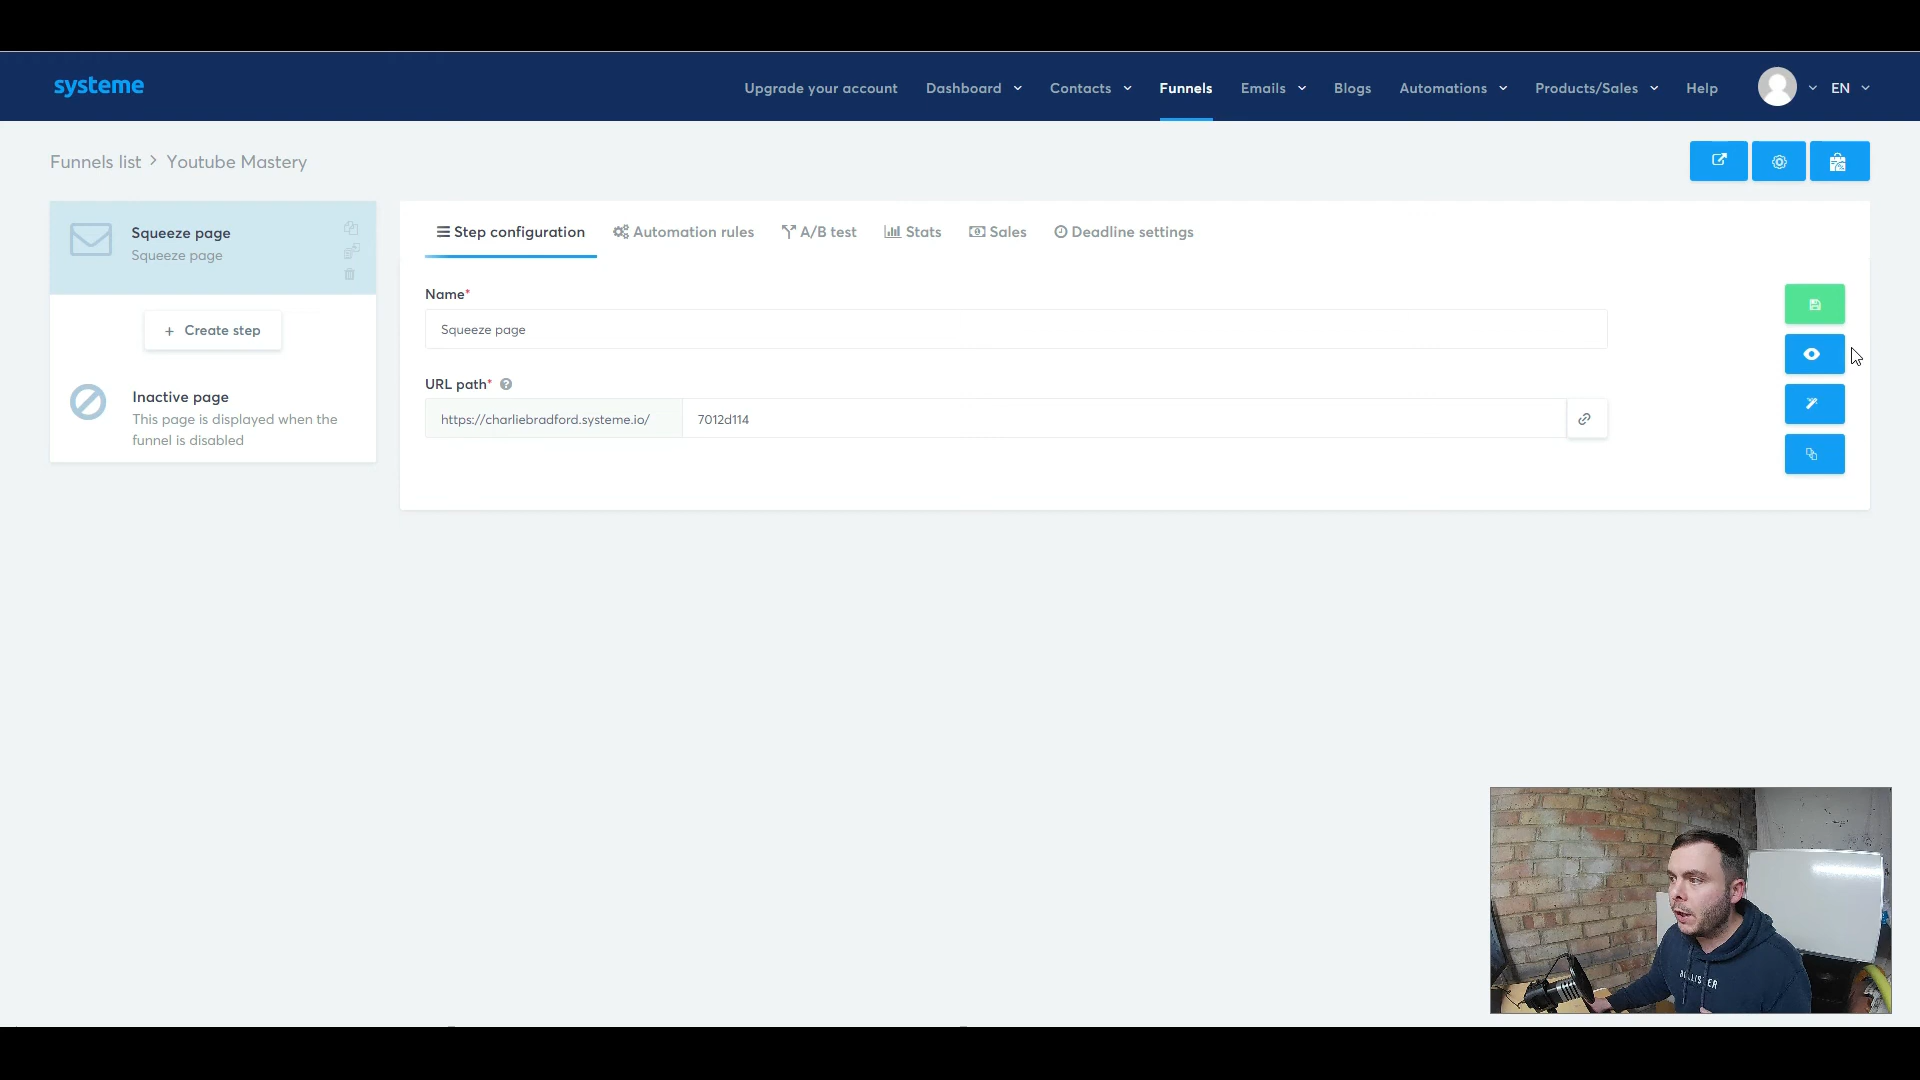 systeme
Upgrade your account Dashboard Contacts Funnels Emails Blogs Automations Products/Sales Help EN
Funnels list > Youtube Mastery
Squeeze page
Squeeze page
+ Create step
Inactive page
This page is displayed when the
funnel is disabled
Step configuration Automation rules A/B test Stats Sales Deadline settings
Name*
Squeeze page
URL path* ?
https://charliebradford.systeme.io/ 7012d114